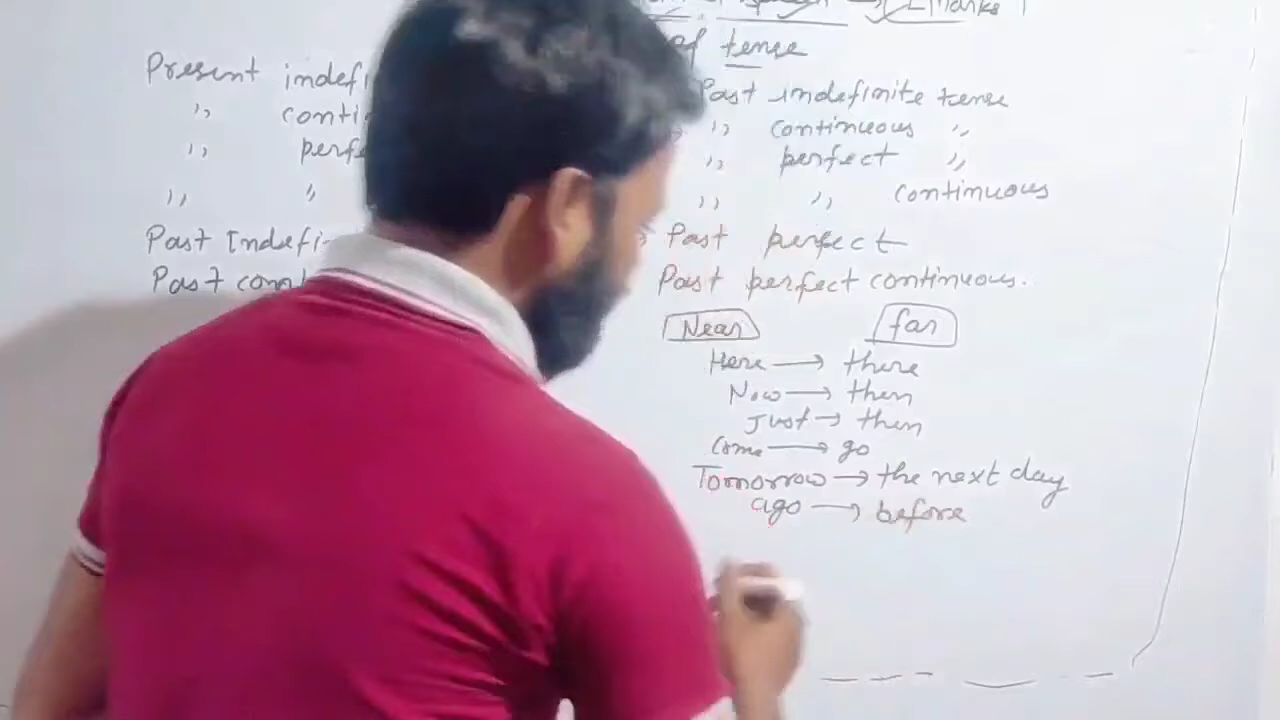 Marks
of tense
Present indefi Past indefinite tense
,, conti ,, continuous ,,
,, perfe ,, perfect ,,
,, ,, ,, ,, continuous
Past Indefi Past perfect
Past cont Past perfect continuous.
Near far
Here → there
Now → then
Just → then
Come → go
Tomorrow → the next day
ago → before